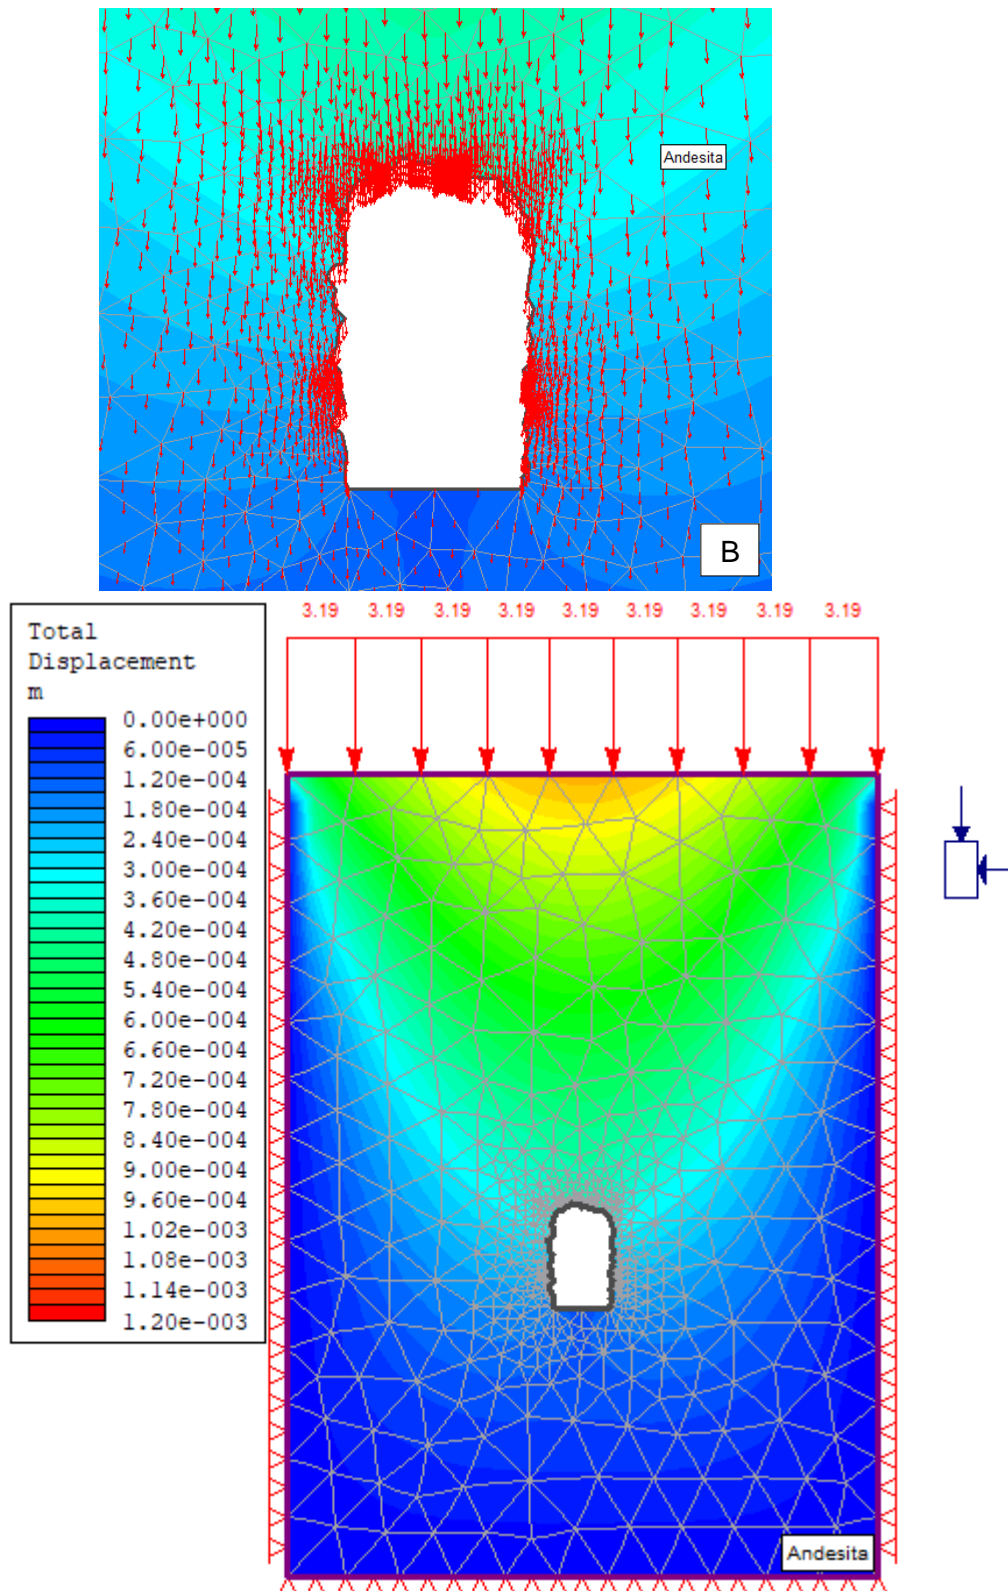 Andesita
B
3.19 3.19 3.19 3.19 3.19 3.19 3.19 3.19 3.19
Total
Displacement
m
0.00e+000
6.00e-005
1.20e-004
1.80e-004
2.40e-004
3.00e-004
3.60e-004
4.20e-004
4.80e-004
5.40e-004
6.00e-004
6.60e-004
7.20e-004
7.80e-004
8.40e-004
9.00e-004
9.60e-004
1.02e-003
1.08e-003
1.14e-003
1.20e-003
Andesita